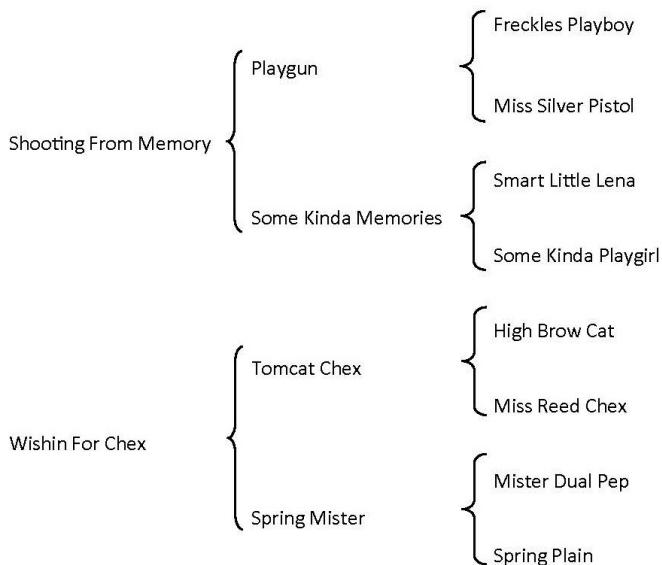 Freckles Playboy
Playgun
Miss Silver Pistol
Shooting From Memory
Smart Little Lena
Some Kinda Memories
Some Kinda Playgirl
High Brow Cat
Tomcat Chex
Miss Reed Chex
Wishin For Chex
Mister Dual Pep
Spring Mister
Spring Plain